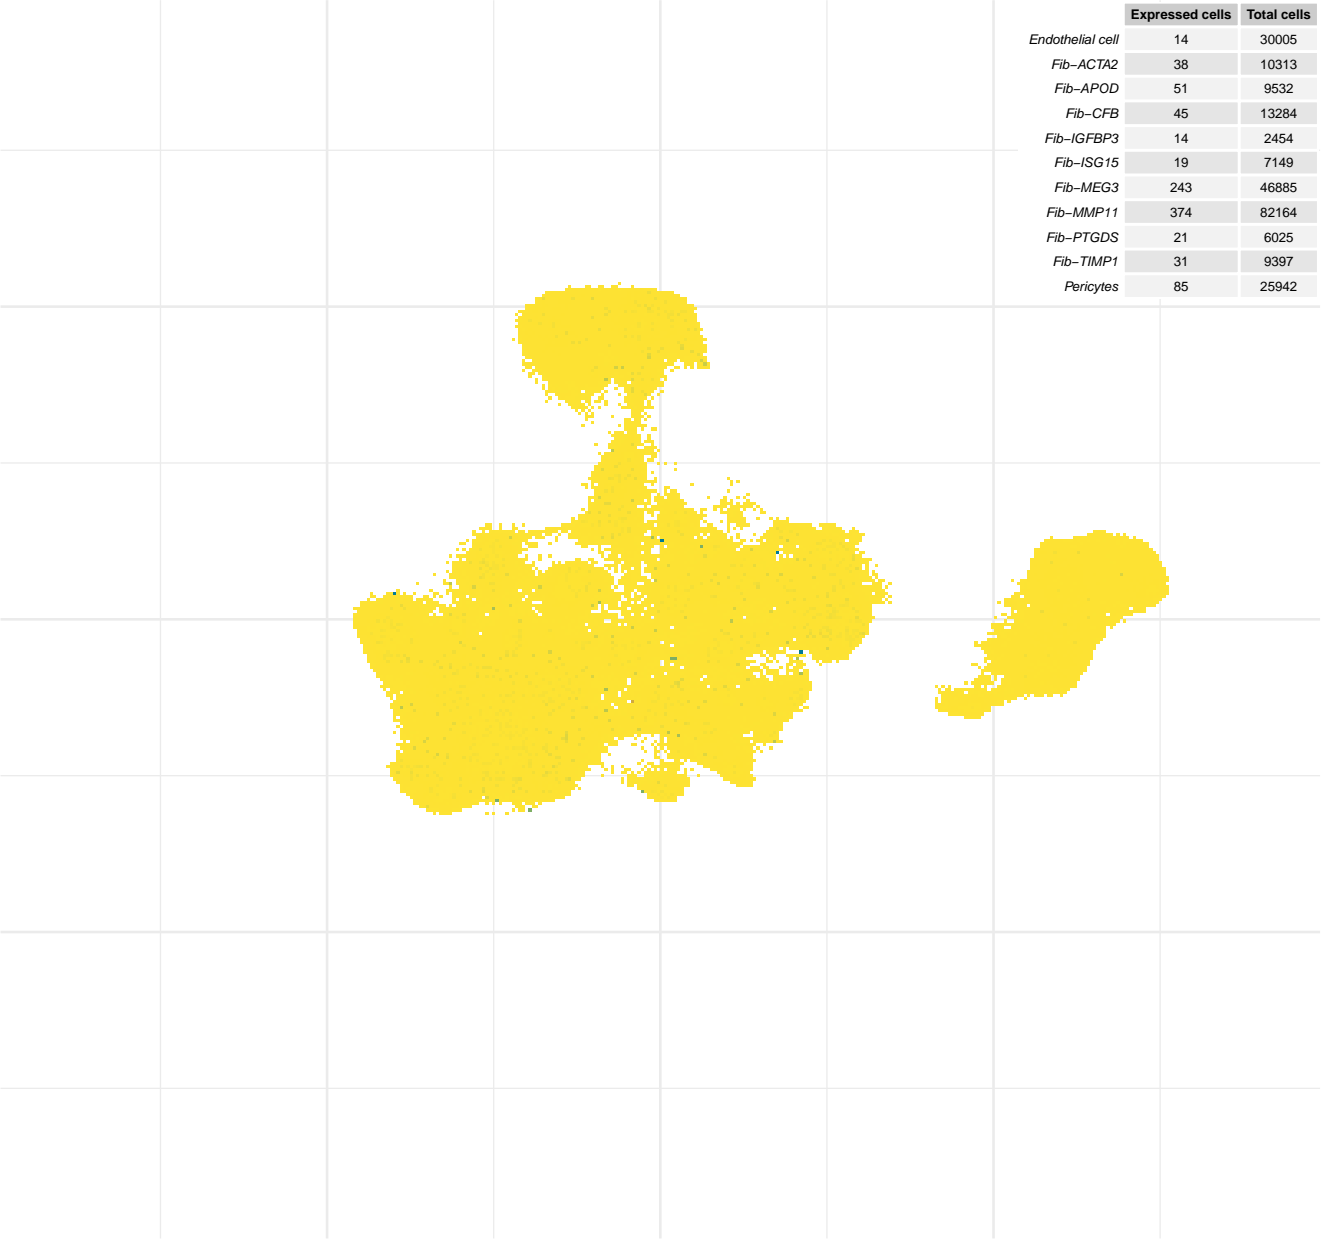 Expressed cells Total cells
Endothelial cell 14 30005
Fib−ACTA2 38 10313
Fib−APOD 51 9532
Fib−CFB 45 13284
Fib−IGFBP3 14 2454
Fib−ISG15 19 7149
Fib−MEG3 243 46885
Fib−MMP11 374 82164
Fib−PTGDS 21 6025
Fib−TIMP1 31 9397
Pericytes 85 25942